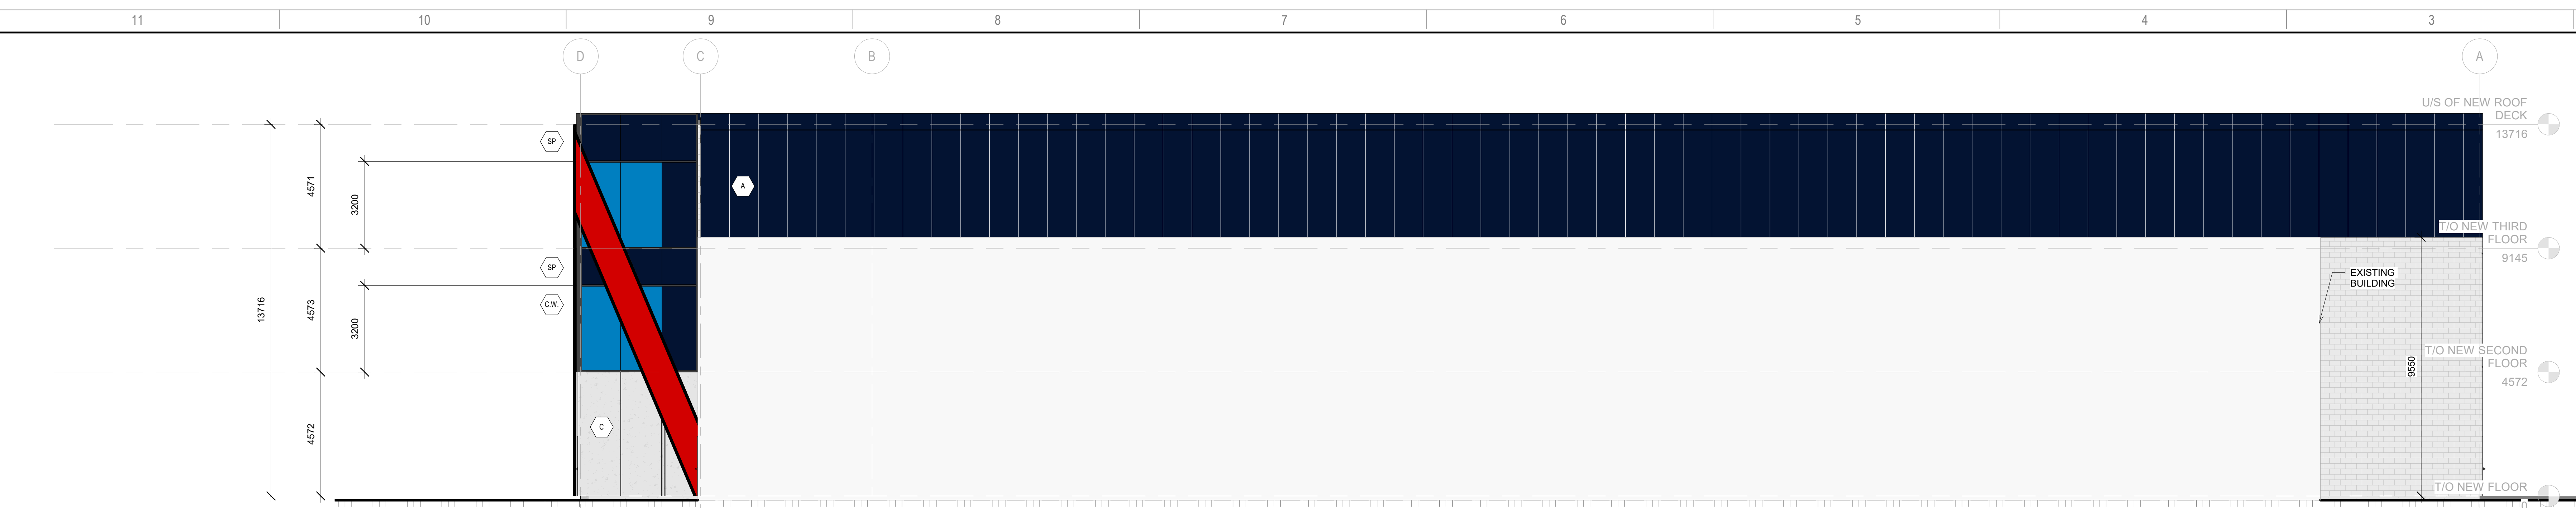 11 10 9 8 7 6 5 4 3
D C B A
U/S OF NEW ROOF
DECK
13716
SP
A
4571
3200
T/O NEW THIRD
FLOOR
9145
SP
C.W.
EXISTING
BUILDING
13716
4573
3200
T/O NEW SECOND
FLOOR
4572
9550
C
4572
T/O NEW FLOOR